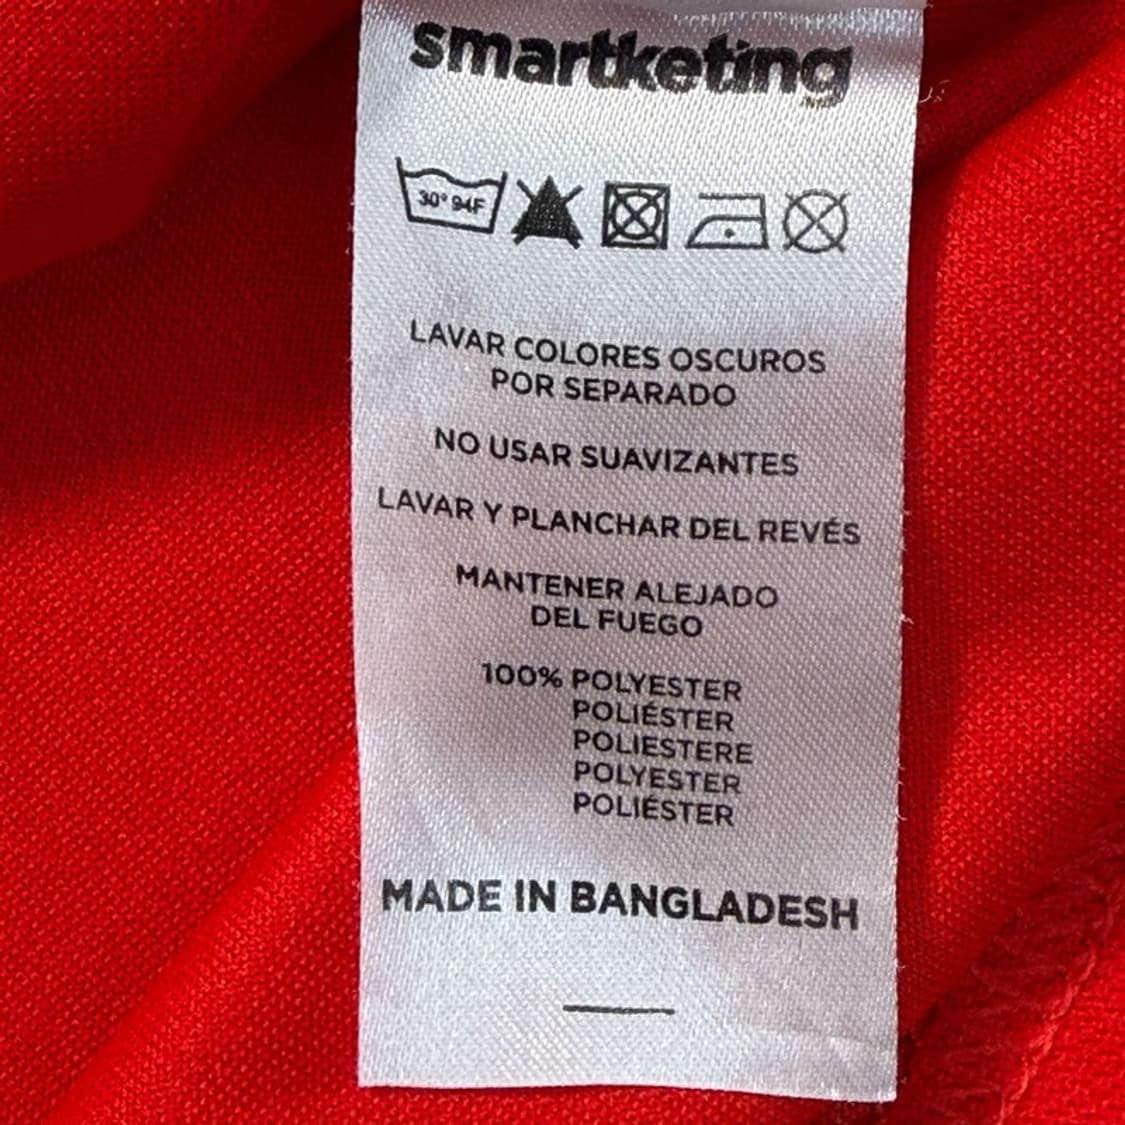 smartketing
30° 94F
LAVAR COLORES OSCUROS
POR SEPARADO
NO USAR SUAVIZANTES
LAVAR Y PLANCHAR DEL REVÉS
MANTENER ALEJADO
DEL FUEGO
100% POLYESTER
POLIÉSTER
POLIESTERE
POLYESTER
POLIÉSTER
MADE IN BANGLADESH